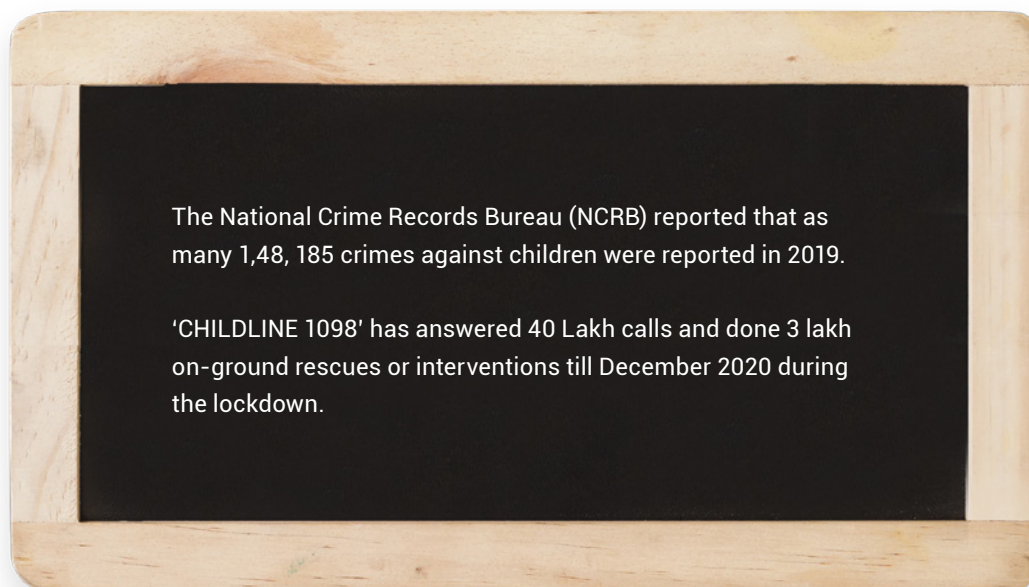 The National Crime Records Bureau (NCRB) reported that as
many 1,48, 185 crimes against children were reported in 2019.
‘CHILDLINE 1098’ has answered 40 Lakh calls and done 3 lakh
on-ground rescues or interventions till December 2020 during
the lockdown.